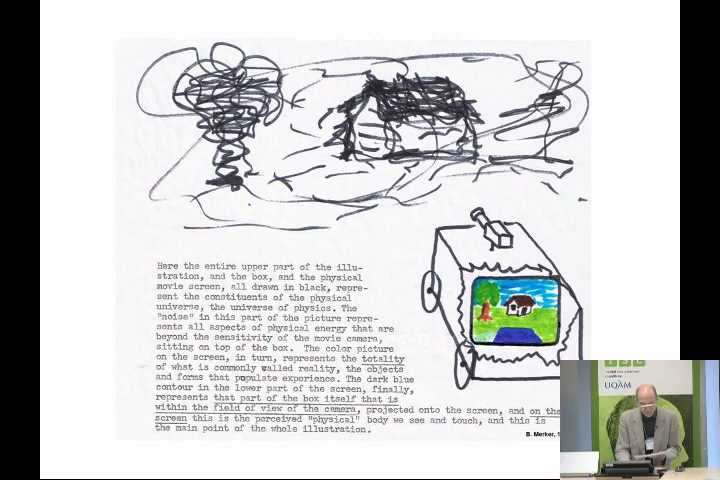 Here the entire upper part of the illu-
stration, and the box, and the physical
movie screen, all drawn in black, repre-
sent the constituents of the physical
universe, the universe of physics. The
"noise" in this part of the picture repre-
sents all aspects of physical energy that are
beyond the sensitivity of the movie camera,
sitting on top of the box. The color picture
on the screen, in turn, represents the totality
of what is commonly walled reality, the objects
and forms that populate experience. The dark blue
contour in the lower part of the screen, finally,
represents that part of the box itself that is
within the field of view of the camera, projected onto the screen, and on the
screen this is the perceived "physical" body we see and touch, and this is
the main point of the whole illustration.
B. Merker, 1
isc
UQÀM